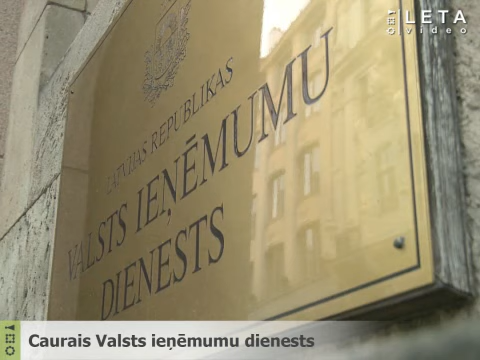 LETA
video
LATVIJAS REPUBLIKAS
VALSTS IEŅĒMUMU
DIENESTS
Caurais Valsts ieņēmumu dienests